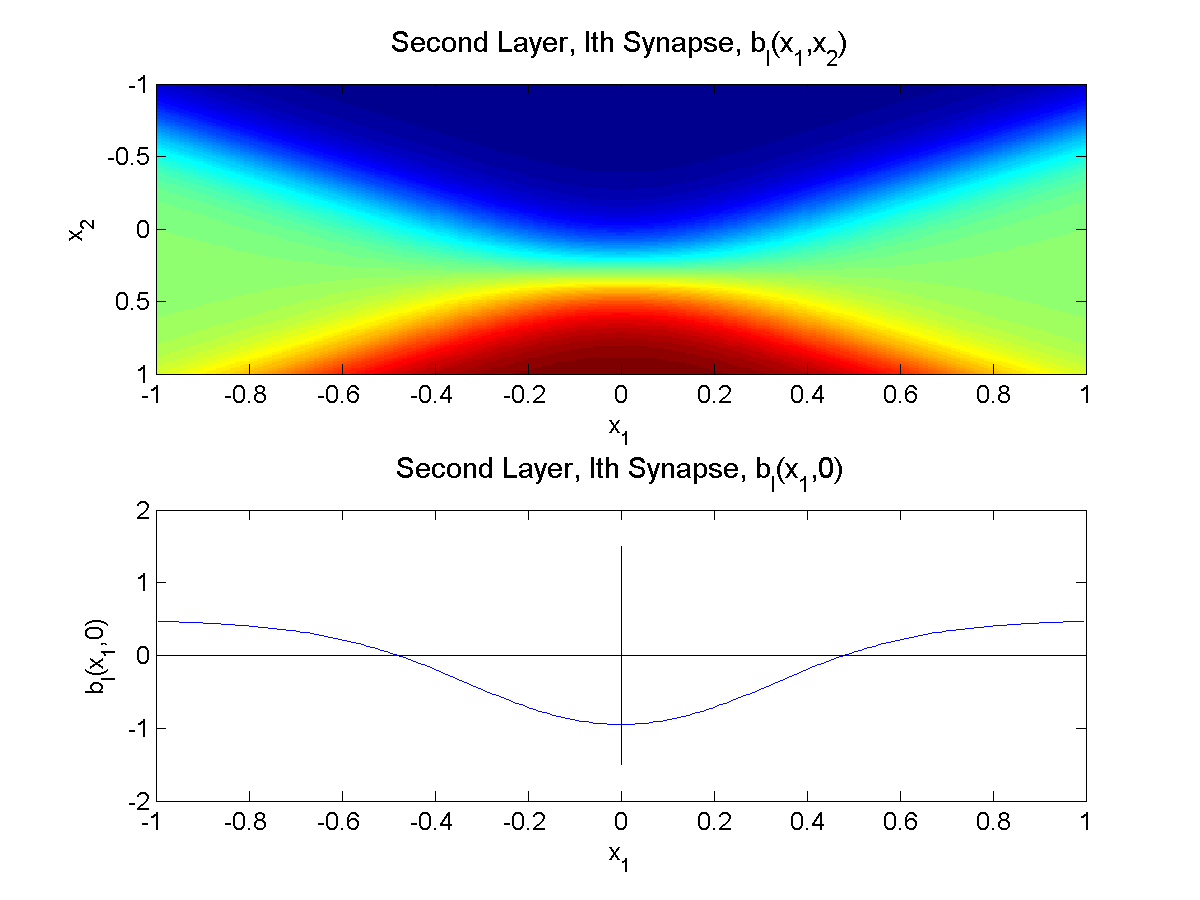 Second Layer, lth Synapse, b_l(x_1,x_2)
-1
-0.5
0
0.5
1
x_2
-1 -0.8 -0.6 -0.4 -0.2 0 0.2 0.4 0.6 0.8 1
x_1
Second Layer, lth Synapse, b_l(x_1,0)
2
1
0
-1
-2
b_l(x_1,0)
-1 -0.8 -0.6 -0.4 -0.2 0 0.2 0.4 0.6 0.8 1
x_1